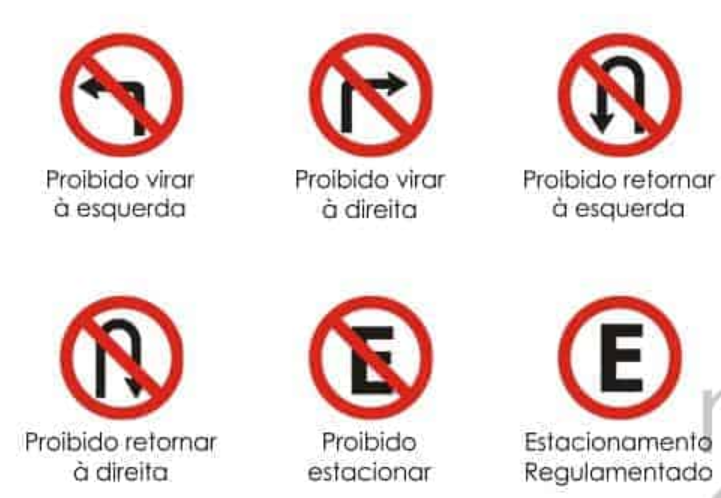 Proibido virar
à esquerda
Proibido virar
à direita
Proibido retornar
à esquerda
E
E
Proibido retornar
à direita
Proibido
estacionar
Estacionamento
Regulamentado